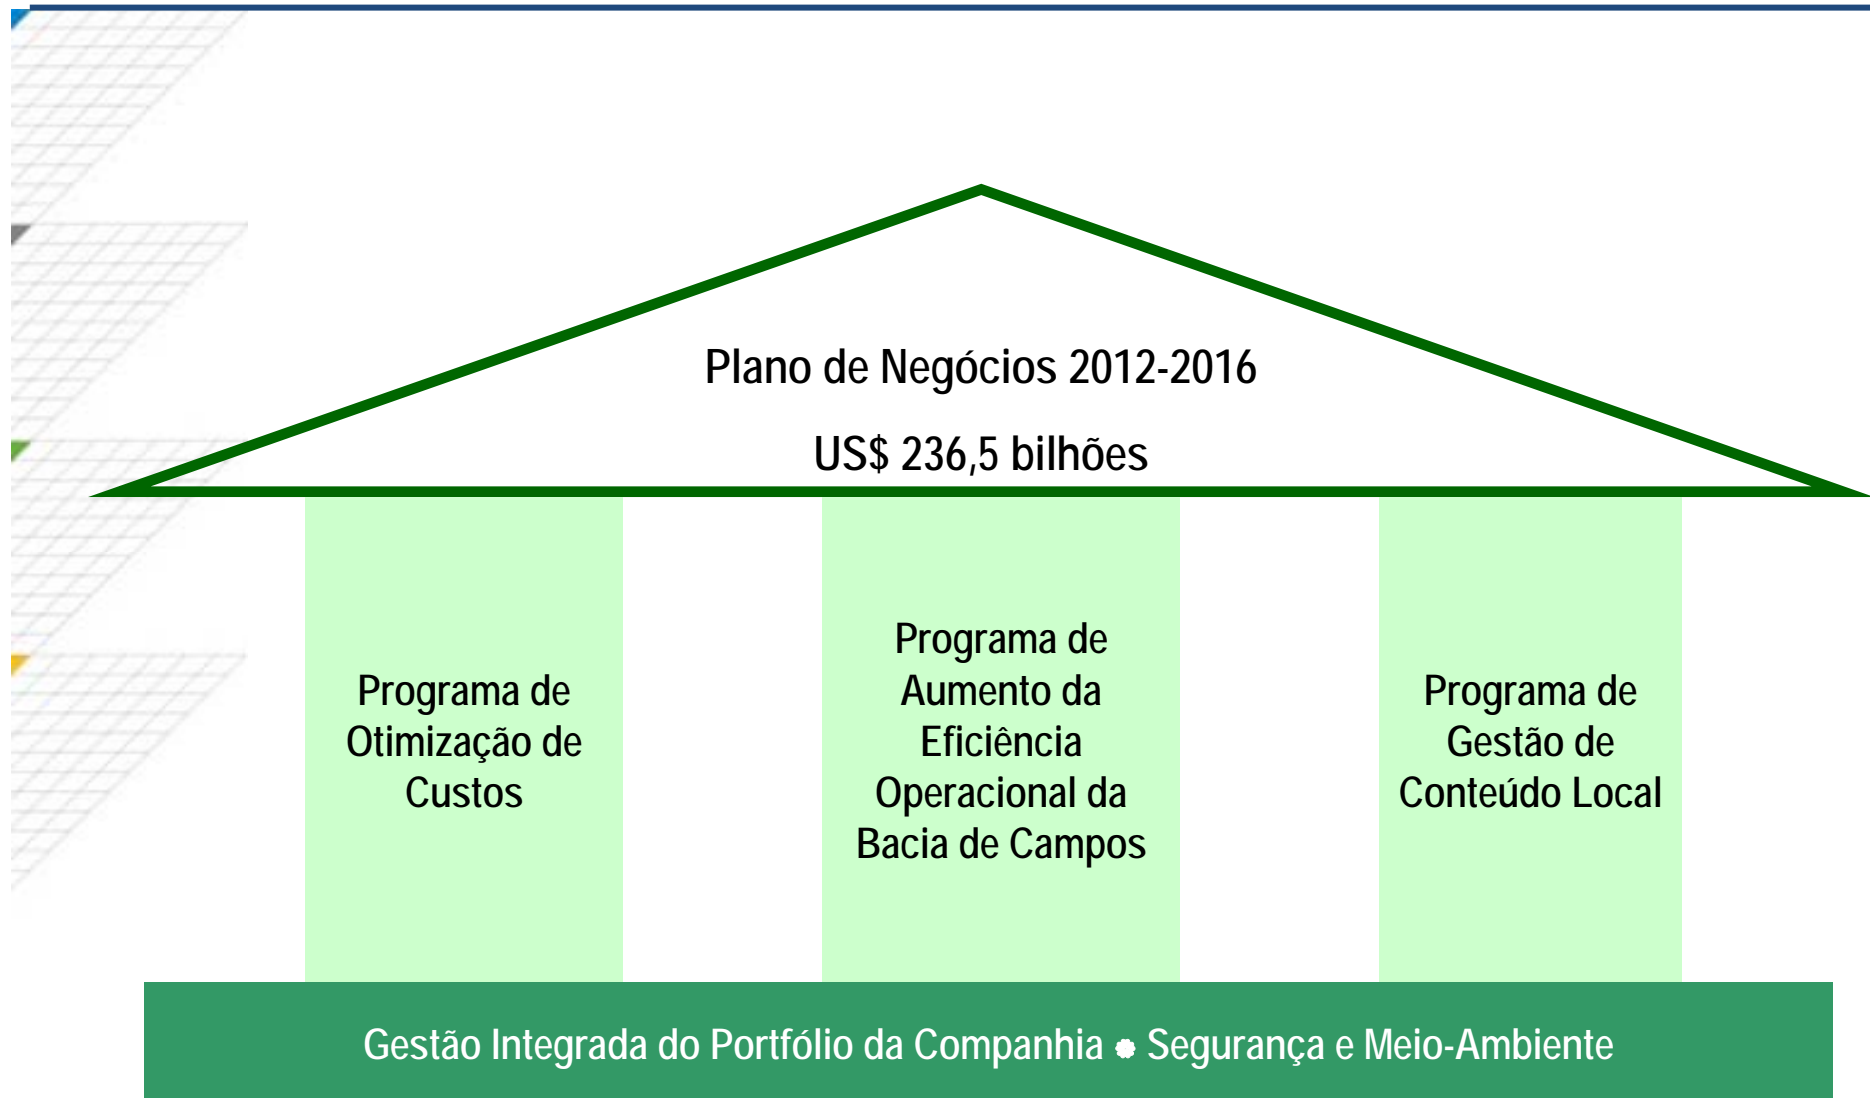 Plano de Negócios 2012-2016
US$ 236,5 bilhões
Programa de
Otimização de
Custos
Programa de
Aumento da
Eficiência
Operacional da
Bacia de Campos
Programa de
Gestão de
Conteúdo Local
Gestão Integrada do Portfólio da Companhia ● Segurança e Meio-Ambiente